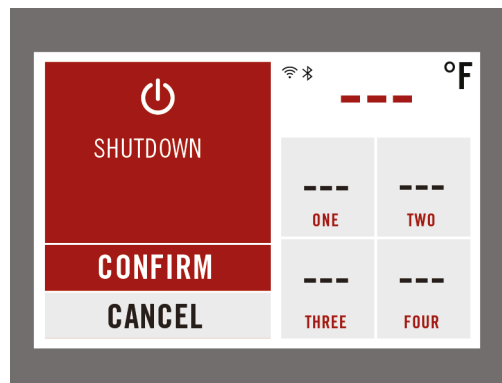 SHUTDOWN
CONFIRM
CANCEL
°F
---
---
ONE
---
TWO
---
THREE
---
FOUR